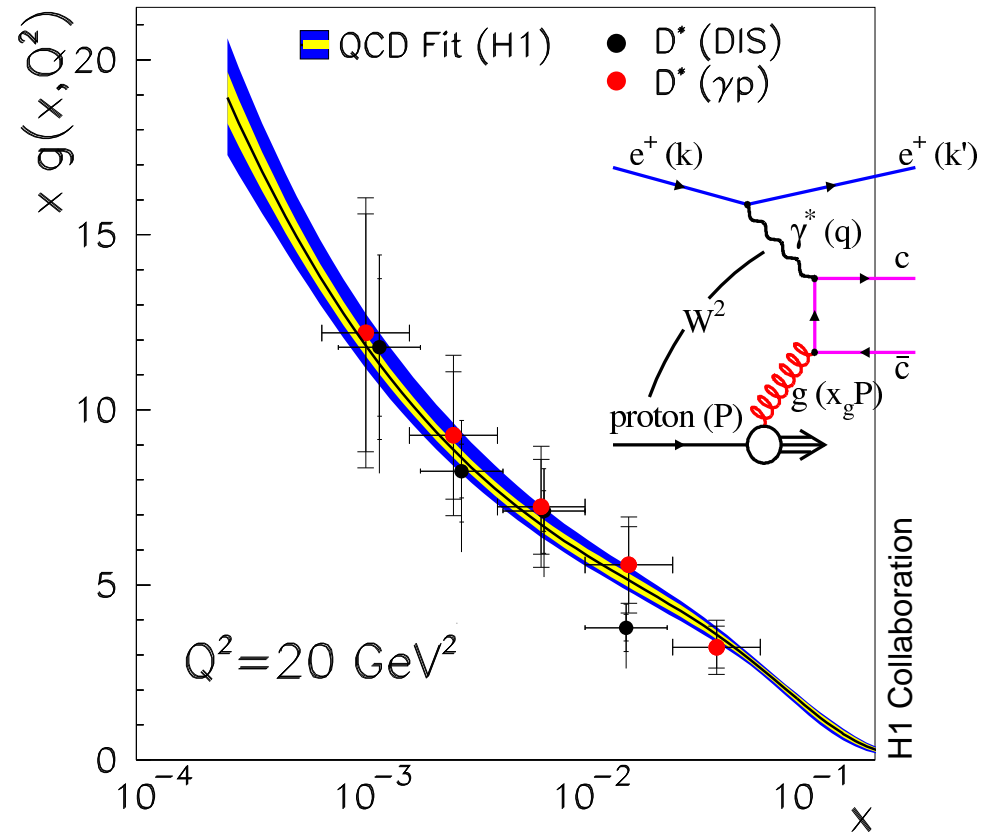 x g(x,Q²)
20
15
10
5
0
QCD Fit (H1)
D* (DIS)
D* (γp)
e⁺ (k)
e⁺ (k')
γ* (q)
c
W²
c̄
g (x_gP)
proton (P)
Q²=20 GeV²
H1 Collaboration
10⁻⁴
10⁻³
10⁻²
10⁻¹
x